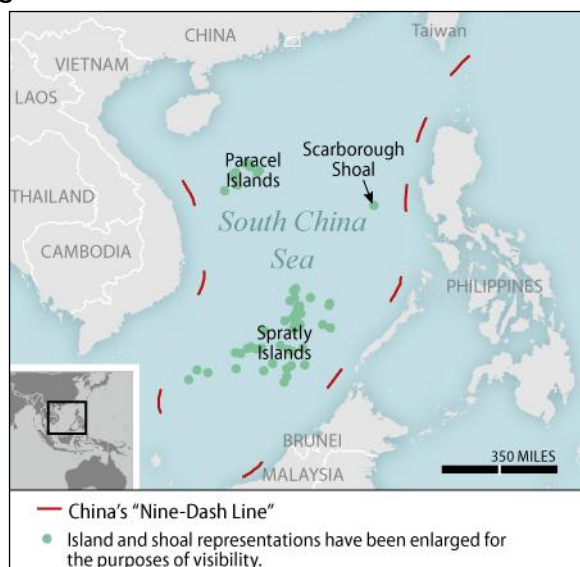 CHINA
Taiwan
VIETNAM
LAOS
Paracel
Islands
Scarborough
Shoal
THAILAND
South China
Sea
CAMBODIA
PHILIPPINES
Spratly
Islands
BRUNEI
MALAYSIA
350 MILES
China's "Nine-Dash Line"
Island and shoal representations have been enlarged for
the purposes of visibility.